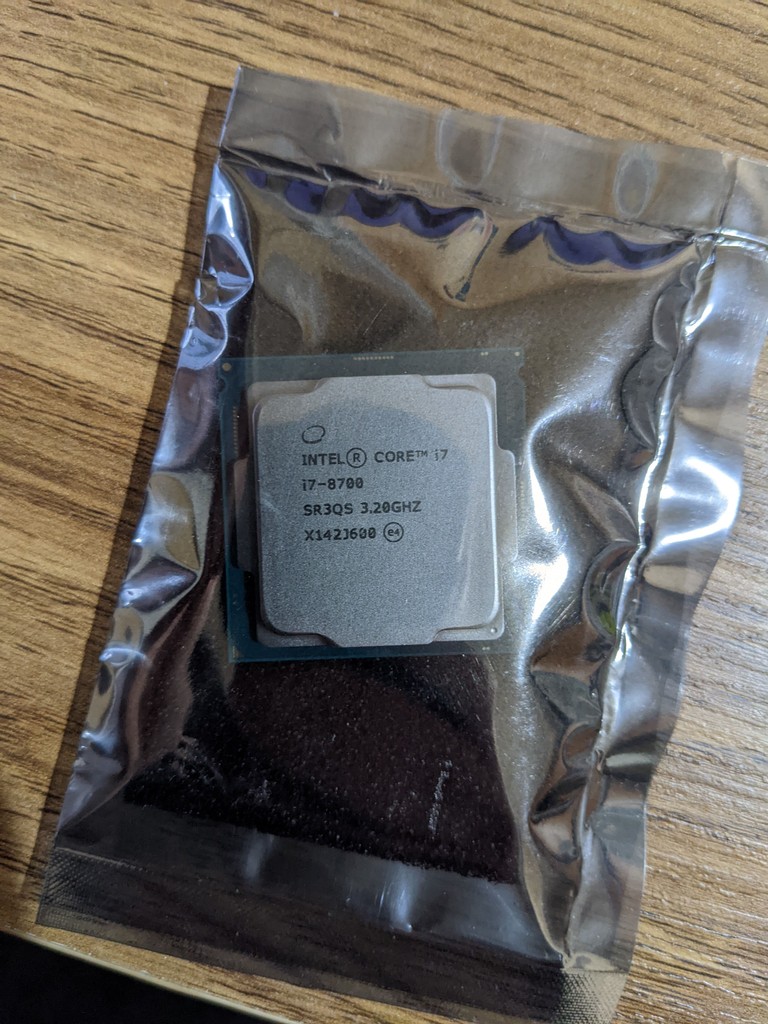 INTEL® CORE™ i7
i7-8700
SR3QS 3.20GHZ
X142J600 e4